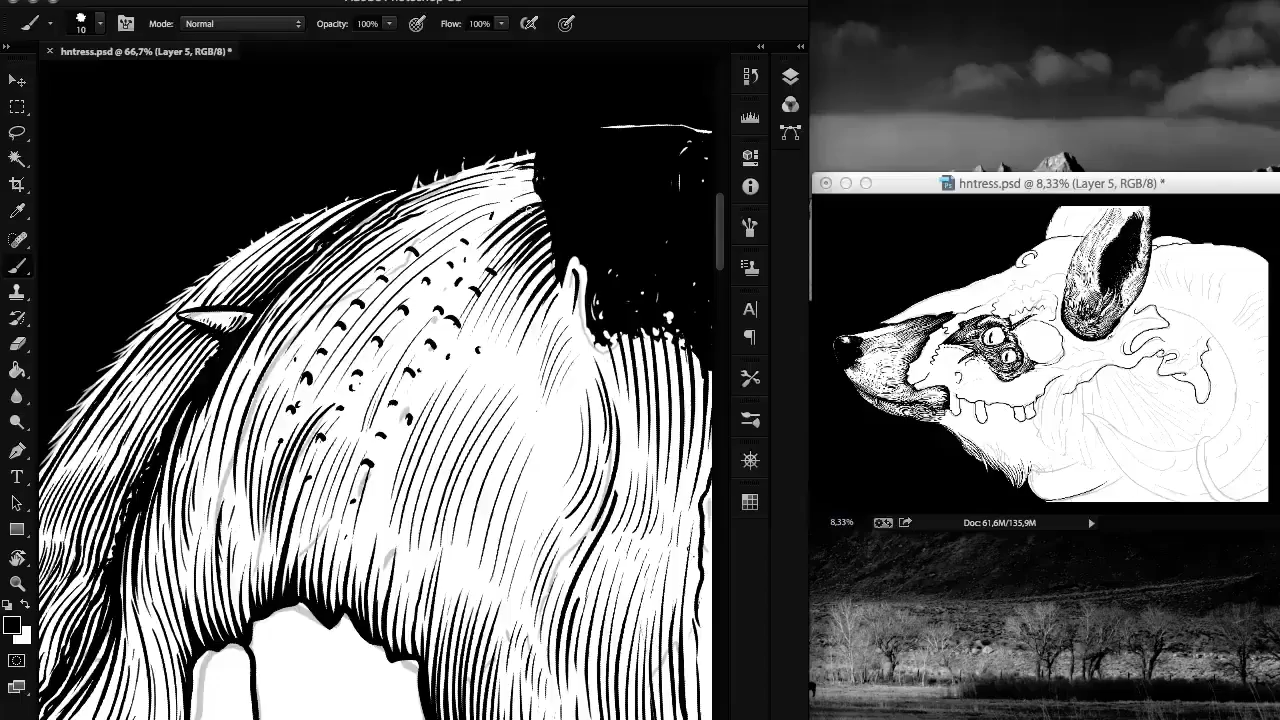 10
Mode: Normal Opacity: 100% Flow: 100%
× hntress.psd @ 66,7% (Layer 5, RGB/8) *
hntress.psd @ 8,33% (Layer 5, RGB/8) *
8,33% Doc: 61,6M/135,9M